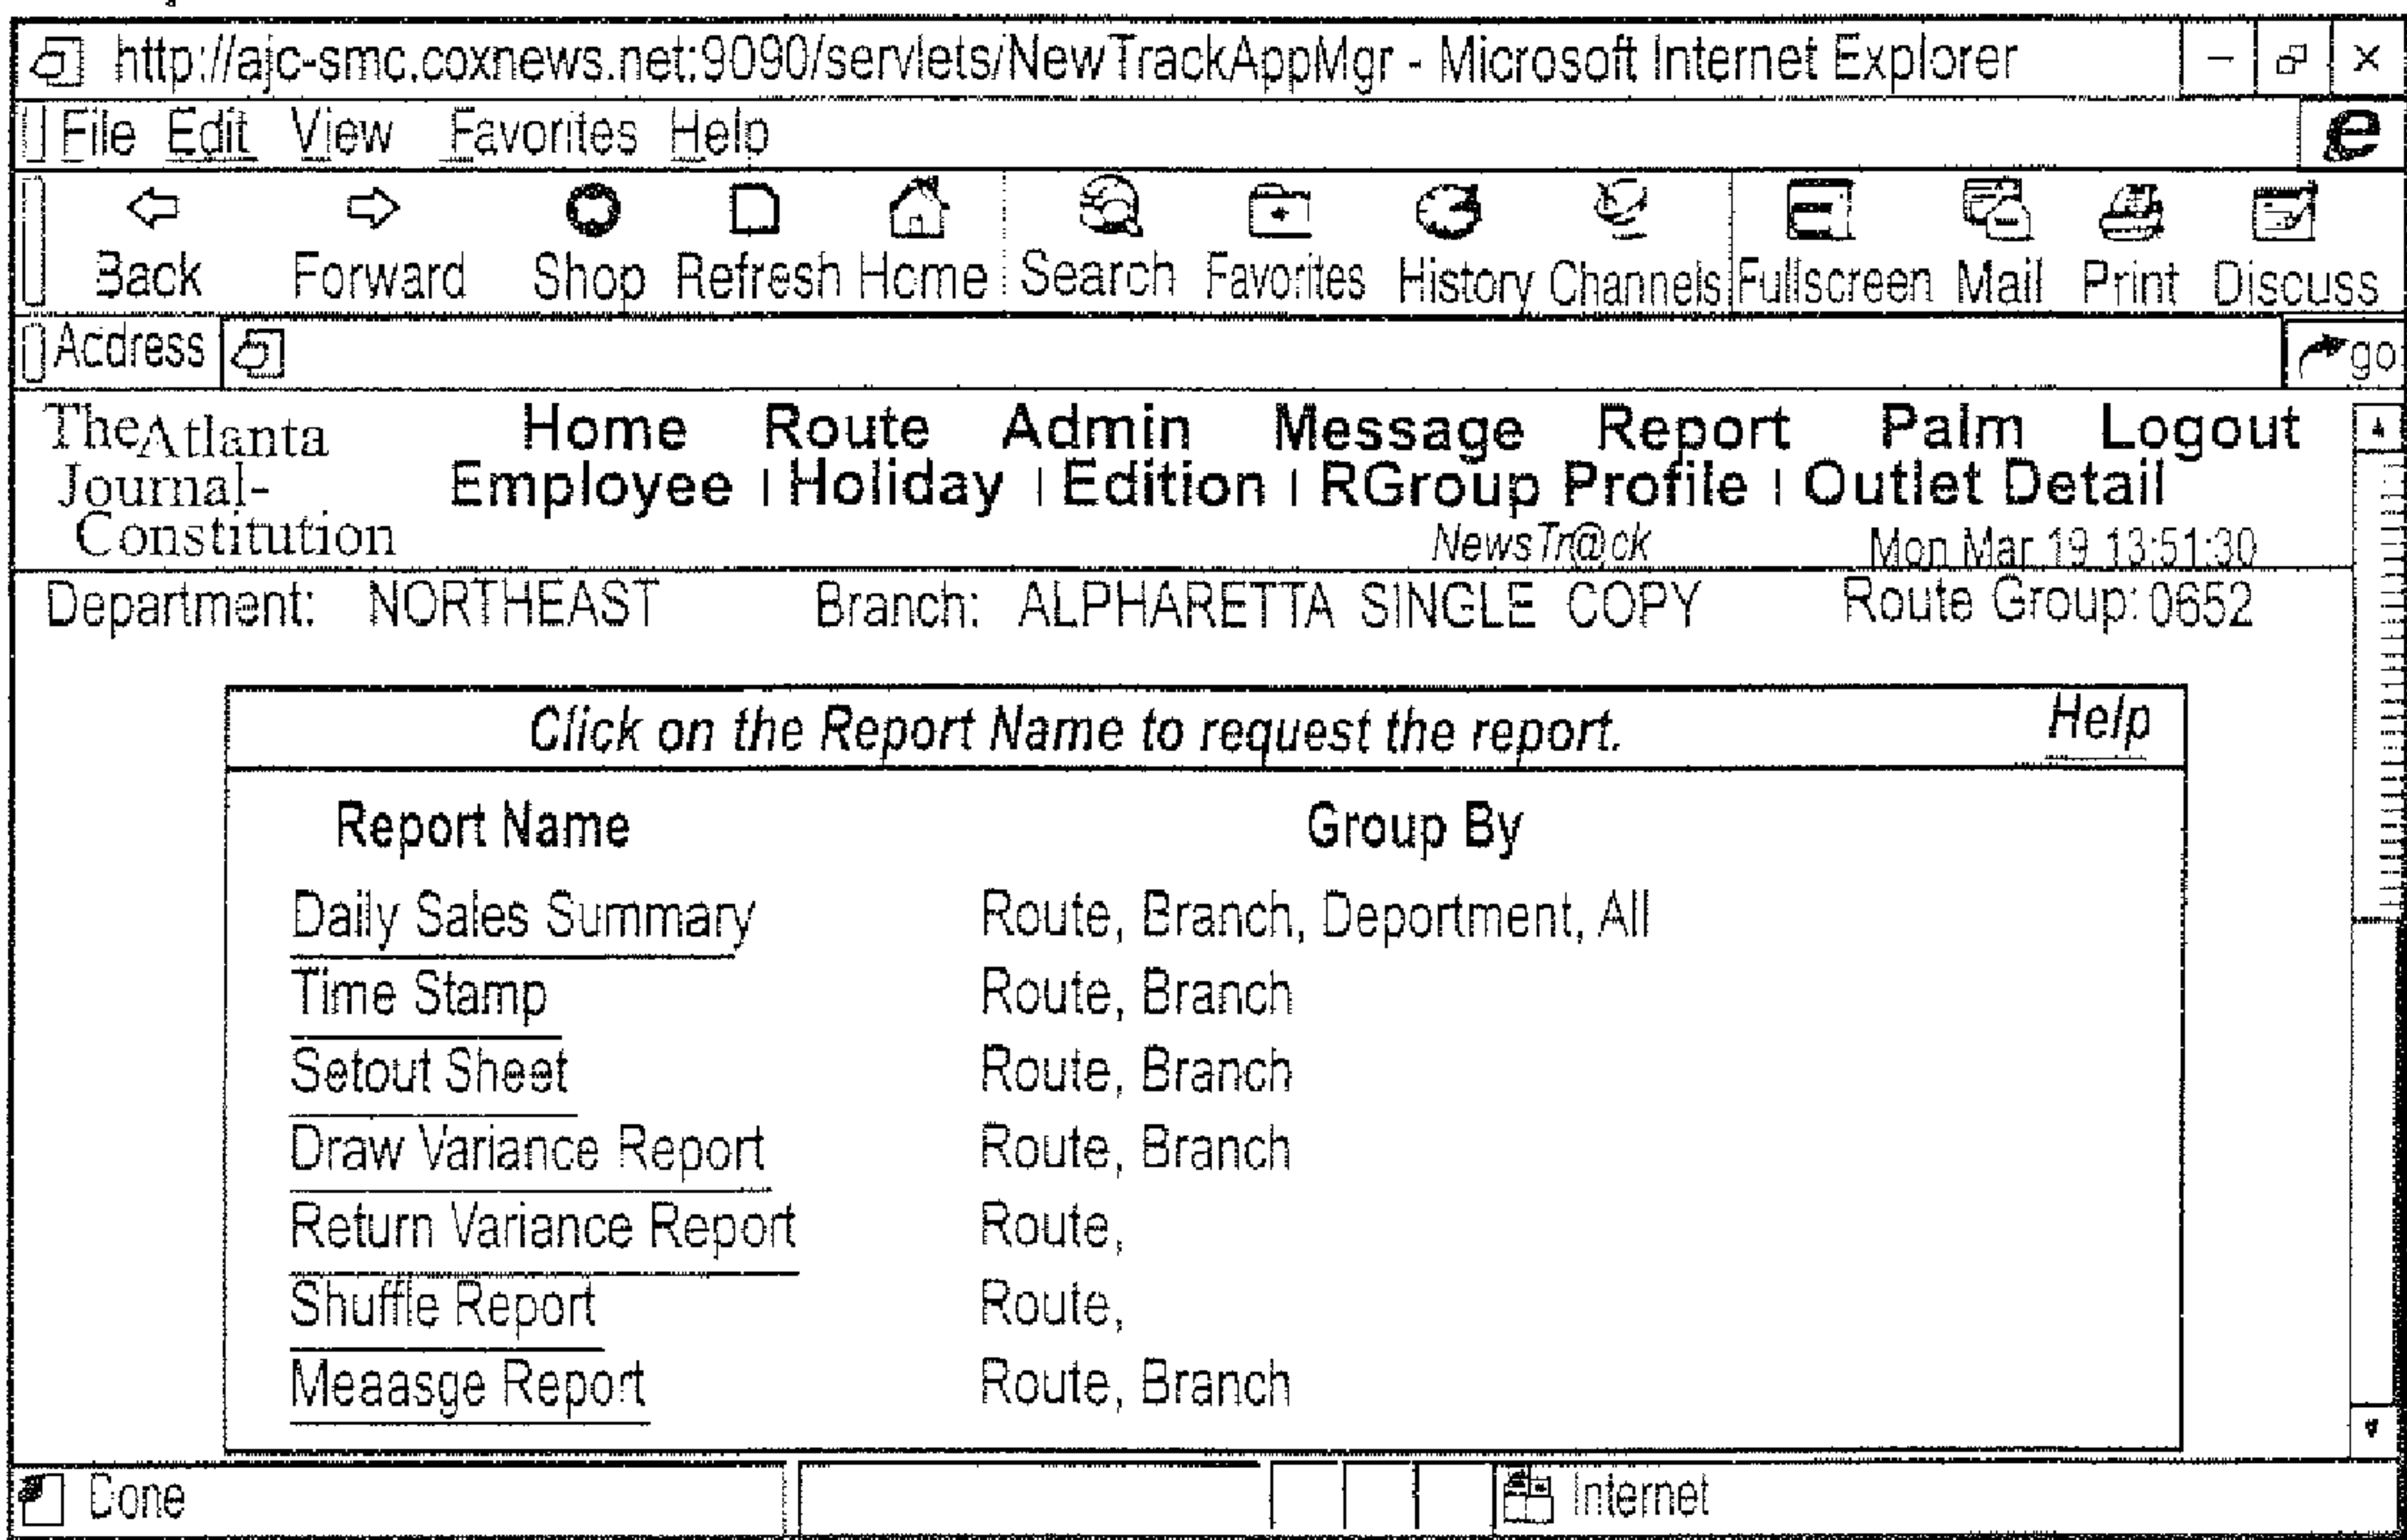 http://ajc-smc.coxnews.net:9090/servlets/NewTrackAppMgr - Microsoft Internet Explorer
File Edit View Favorites Help
Back Forward Shop Refresh Home Search Favorites History Channels Fullscreen Mail Print Discuss
Address go
The Atlanta Journal-Constitution
Home Route Admin Message Report Palm Logout
Employee | Holiday | Edition | RGroup Profile | Outlet Detail
NewsTr@ck Mon Mar 19 13:51:30
Department: NORTHEAST Branch: ALPHARETTA SINGLE COPY Route Group: 0652
Click on the Report Name to request the report. Help
Report Name Group By
Daily Sales Summary Route, Branch, Deportment, All
Time Stamp Route, Branch
Setout Sheet Route, Branch
Draw Variance Report Route, Branch
Return Variance Report Route,
Shuffle Report Route,
Meaasge Report Route, Branch
Done Internet